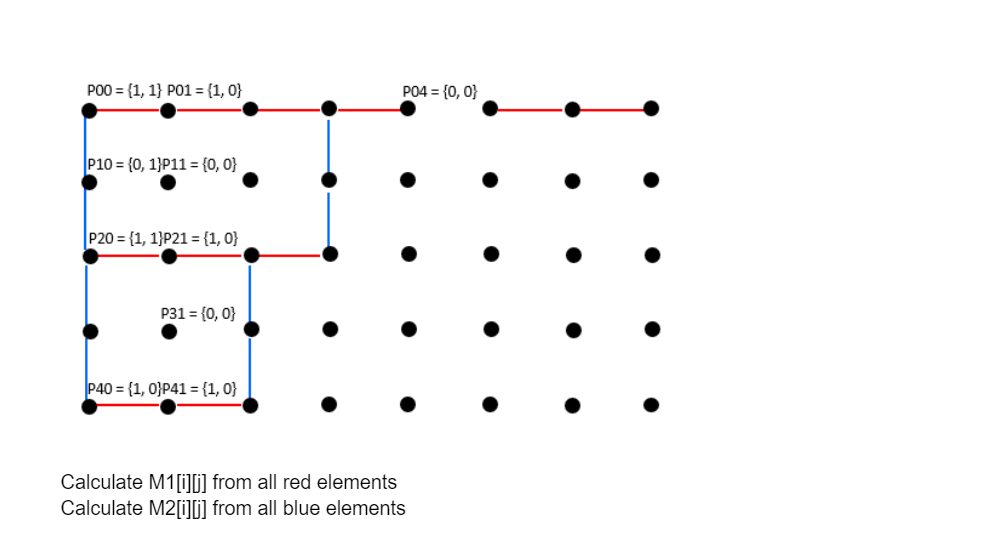 P00 = {1, 1} P01 = {1, 0}
P04 = {0, 0}
P10 = {0, 1}P11 = {0, 0}
P20 = {1, 1}P21 = {1, 0}
P31 = {0, 0}
P40 = {1, 0}P41 = {1, 0}
Calculate M1[i][j] from all red elements
Calculate M2[i][j] from all blue elements